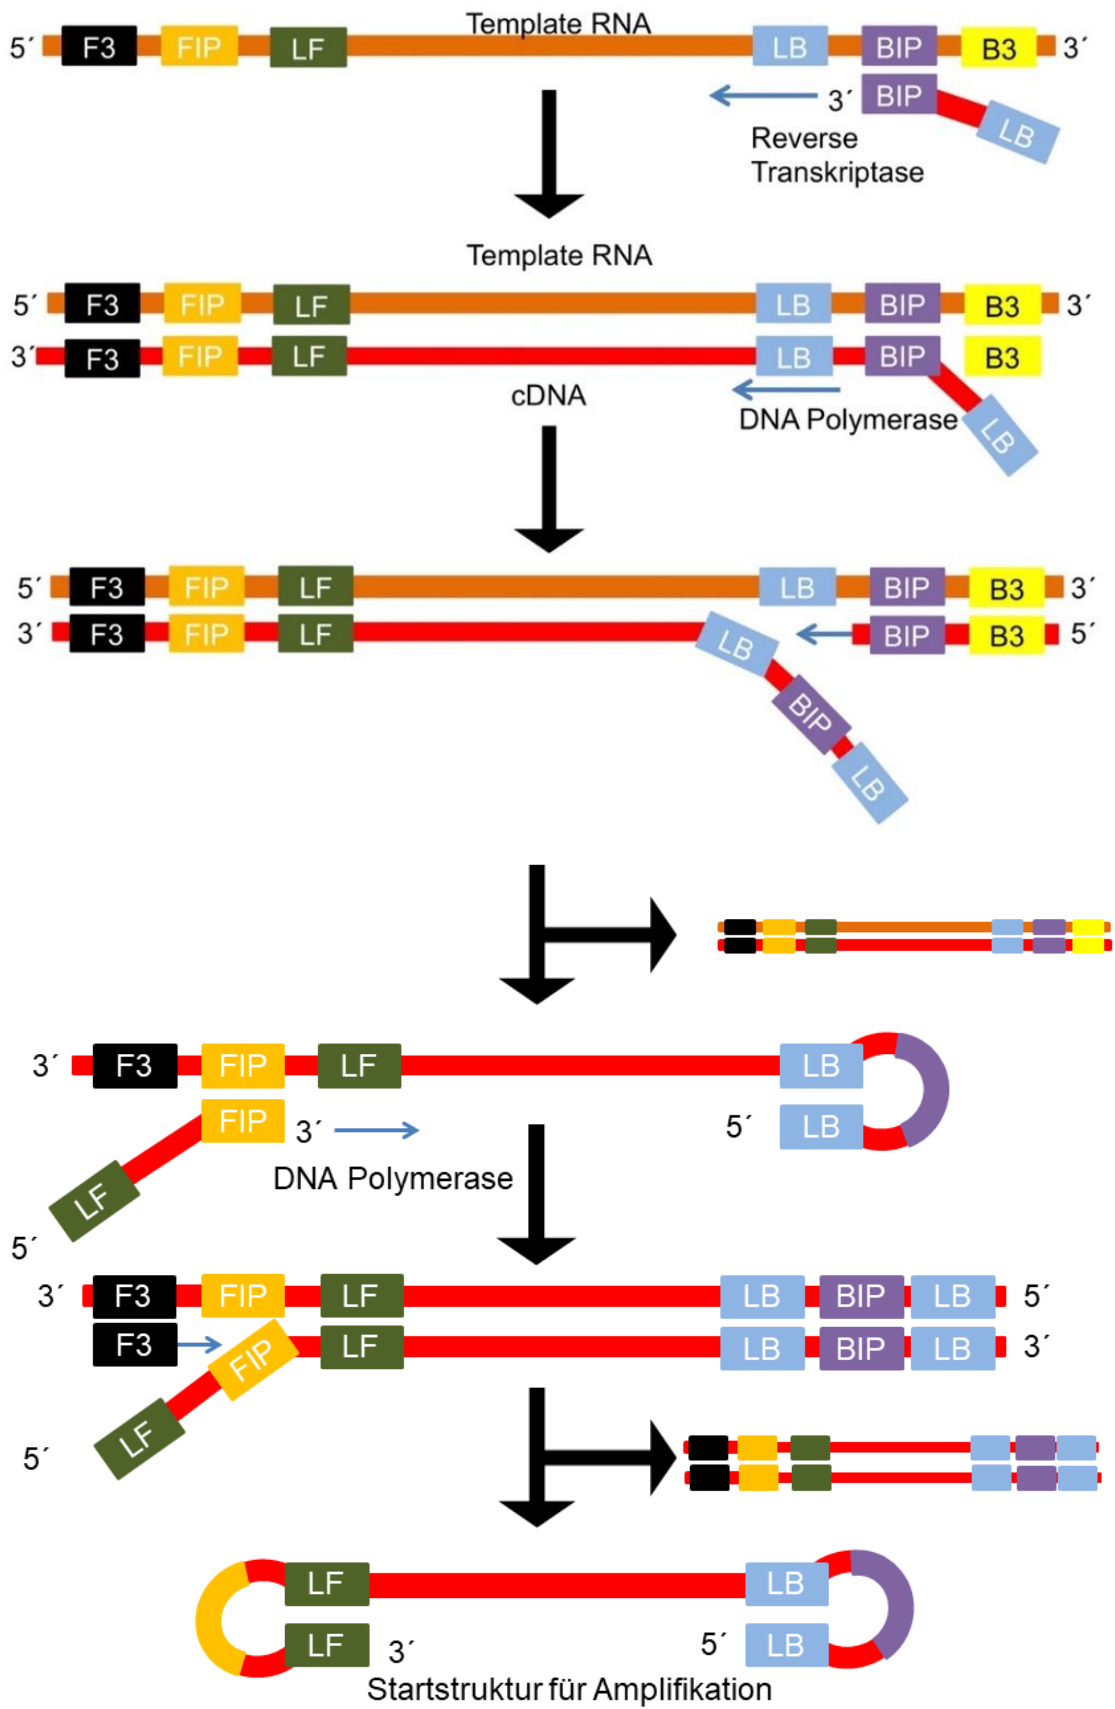 Template RNA
5´ F3 FIP LF LB BIP B3 3´
3´ BIP LB
Reverse
Transkriptase
Template RNA
5´ F3 FIP LF LB BIP B3 3´
3´ F3 FIP LF LB BIP B3
cDNA
DNA Polymerase
LB
5´ F3 FIP LF LB BIP B3 3´
3´ F3 FIP LF LB BIP B3 5´
BIP
LB
3´ F3 FIP LF LB
FIP 3´ 5´ LB
DNA Polymerase
LF
5´
3´ F3 FIP LF LB BIP LB 5´
F3 FIP LF LB BIP LB 3´
LF
5´
LF LB
LF 3´ 5´ LB
Startstruktur für Amplifikation